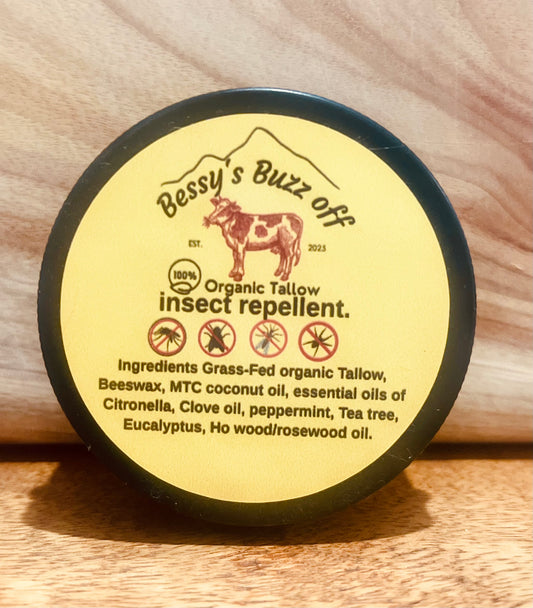 Bessy's Buzz off
EST. 2023
100%
Organic Tallow
insect repellent.
Ingredients Grass-Fed organic Tallow,
Beeswax, MTC coconut oil, essential oils of
Citronella, Clove oil, peppermint, Tea tree,
Eucalyptus, Ho wood/rosewood oil.